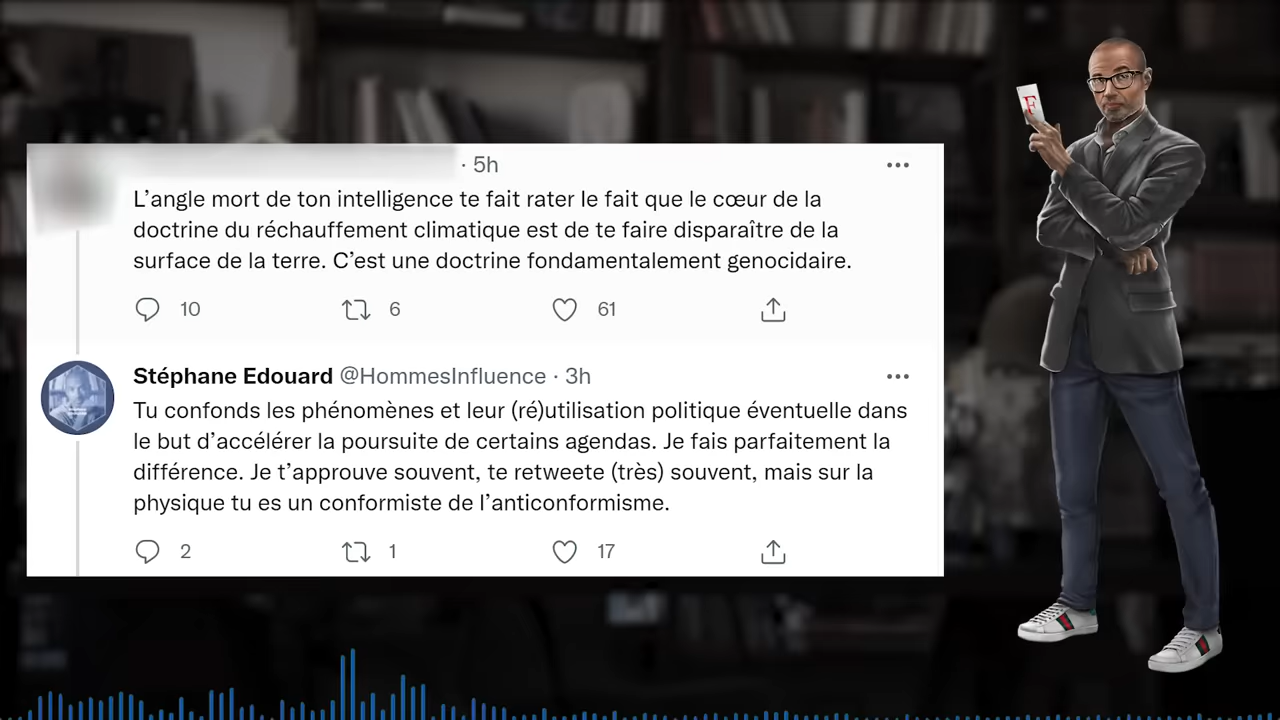 · 5h
L’angle mort de ton intelligence te fait rater le fait que le cœur de la
doctrine du réchauffement climatique est de te faire disparaître de la
surface de la terre. C’est une doctrine fondamentalement genocidaire.
10 6 61
Stéphane Edouard @HommesInfluence · 3h
Tu confonds les phénomènes et leur (ré)utilisation politique éventuelle dans
le but d’accélérer la poursuite de certains agendas. Je fais parfaitement la
différence. Je t’approuve souvent, te retweete (très) souvent, mais sur la
physique tu es un conformiste de l’anticonformisme.
2 1 17
F